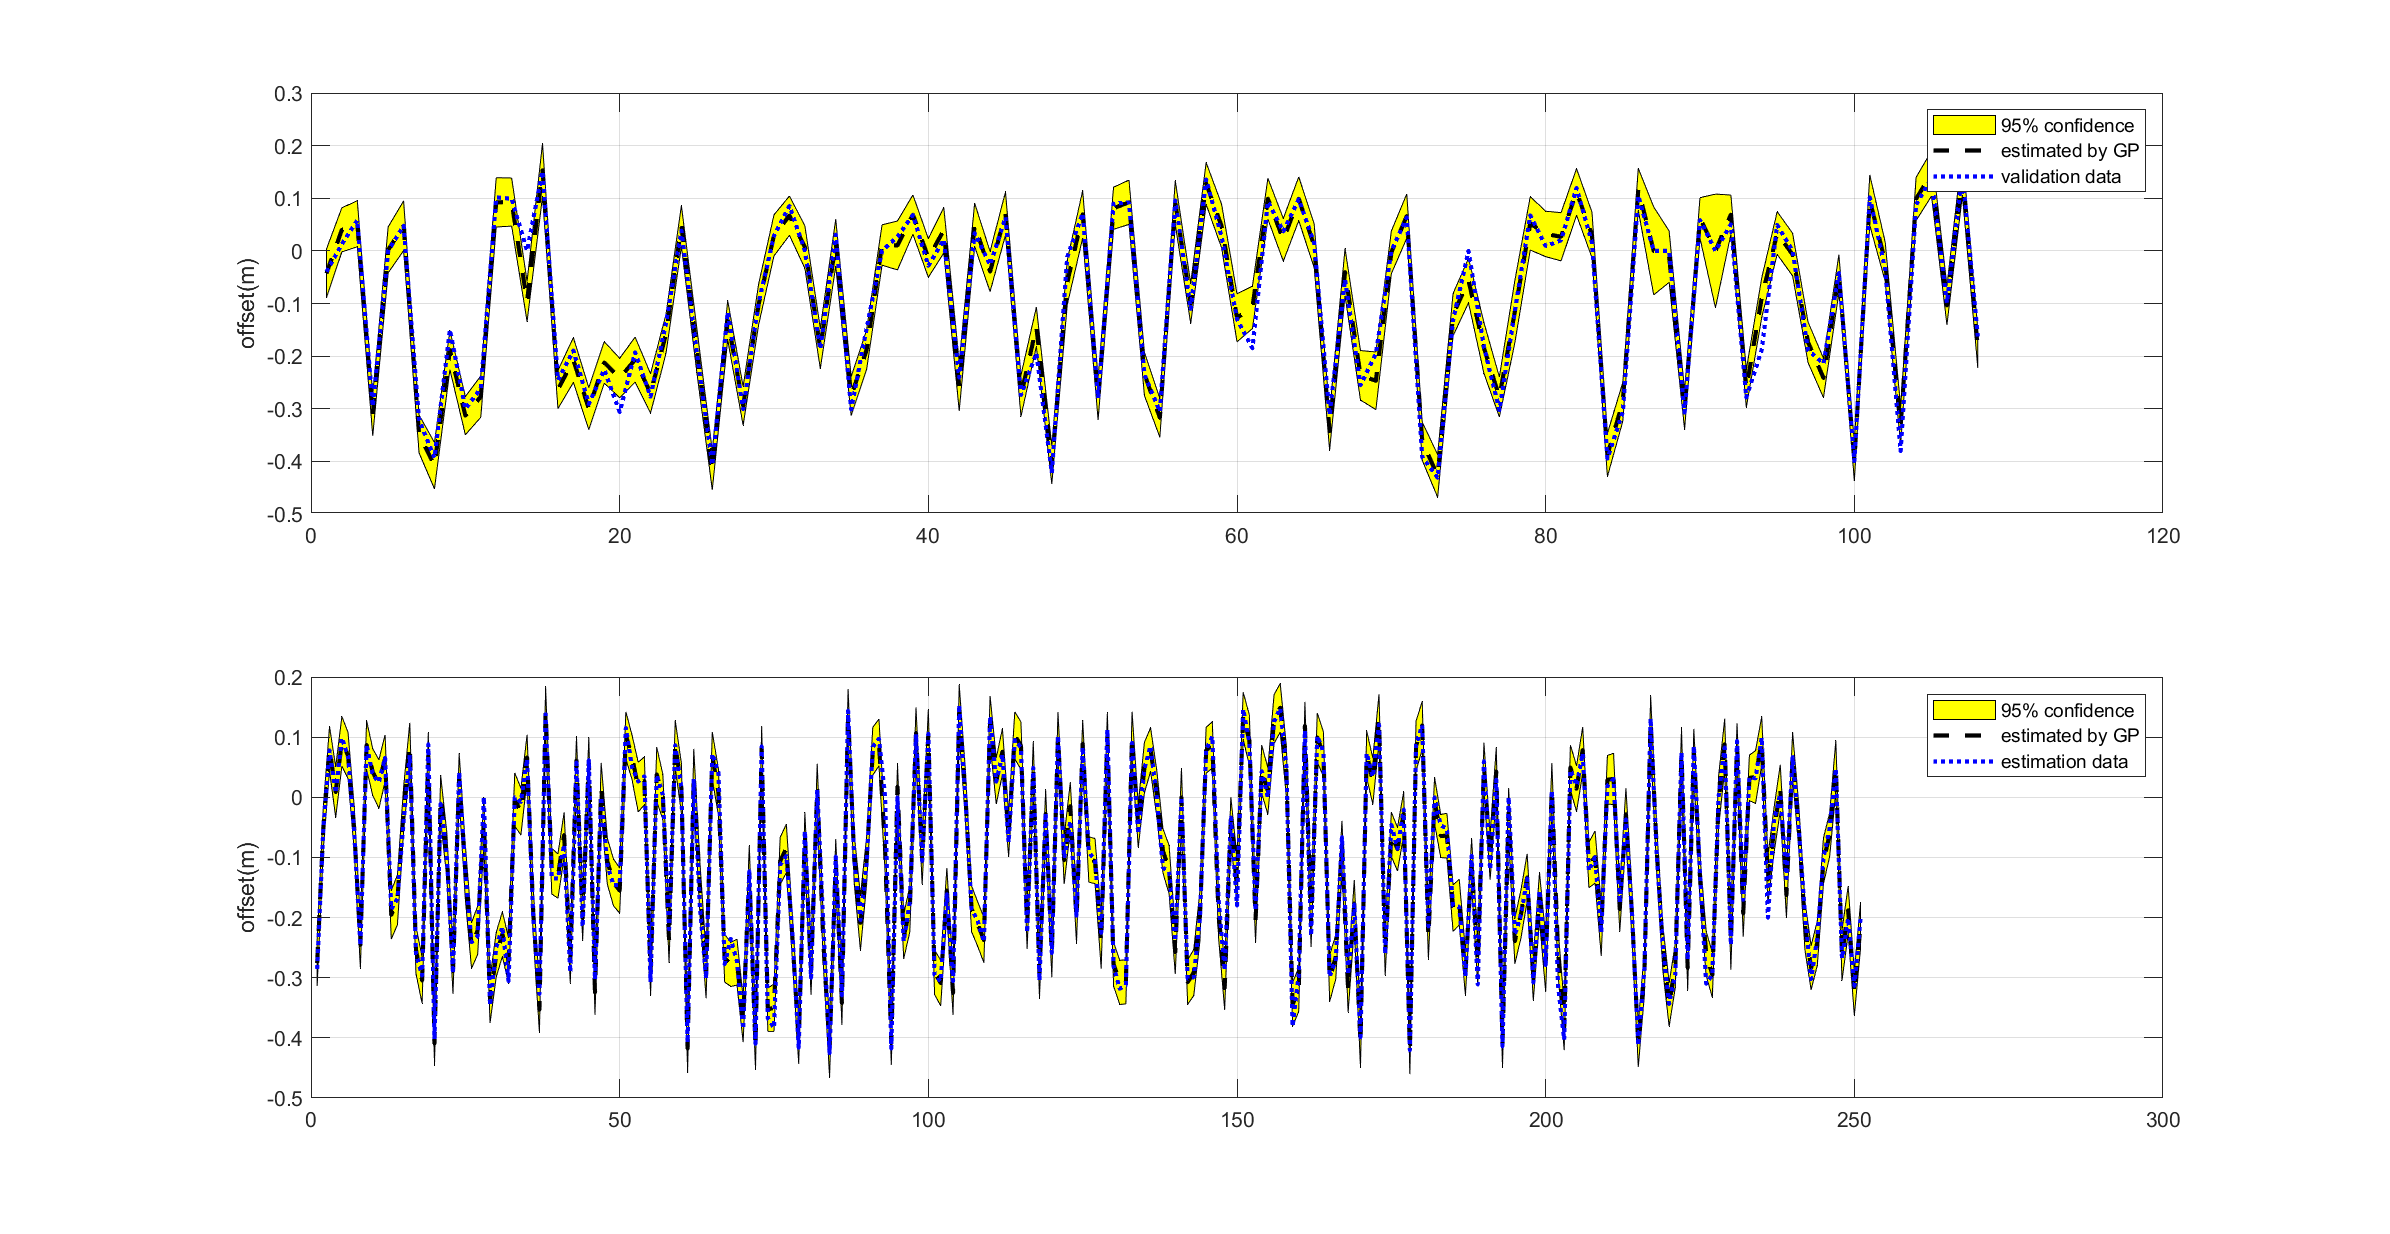 0.3
0.2
0.1
0
-0.1
-0.2
-0.3
-0.4
-0.5
offset(m)
0 20 40 60 80 100 120
95% confidence
estimated by GP
validation data
0.2
0.1
0
-0.1
-0.2
-0.3
-0.4
-0.5
offset(m)
0 50 100 150 200 250 300
95% confidence
estimated by GP
estimation data